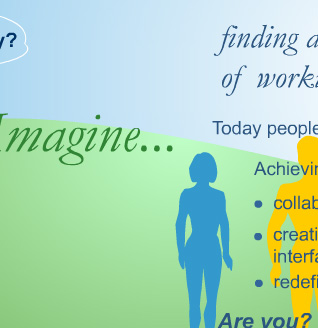 y?
finding a
of work
Imagine...
Today people
Achievin
collab
creati
interfa
redefi
Are you?